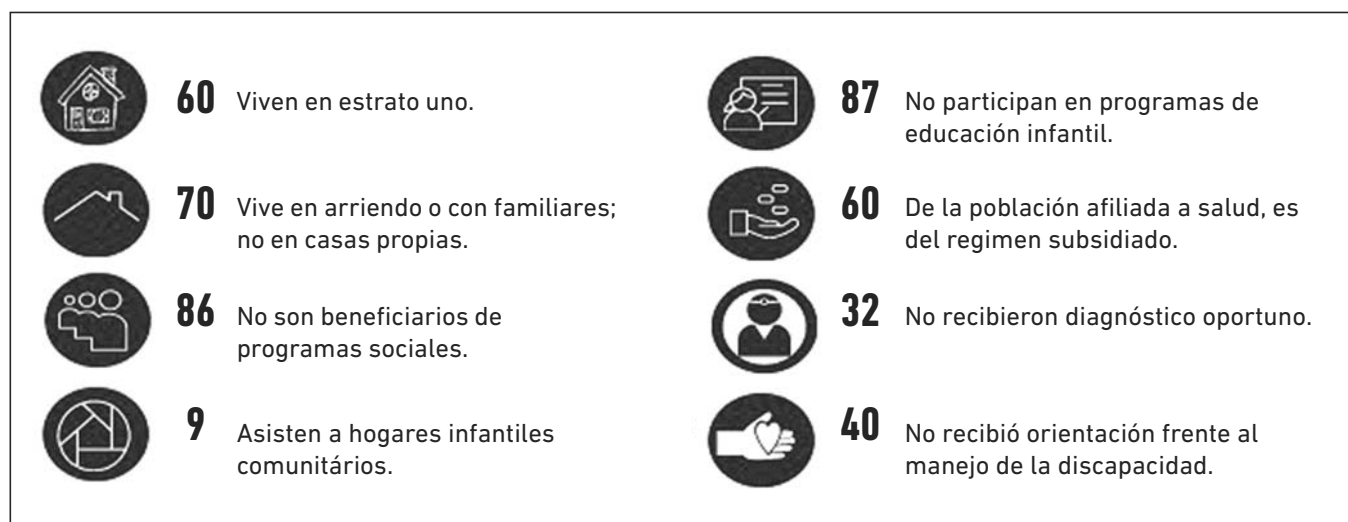 60 Viven en estrato uno.
70 Vive en arriendo o con familiares;
no en casas propias.
86 No son beneficiarios de
programas sociales.
9 Asisten a hogares infantiles
comunitários.
87 No participan en programas de
educación infantil.
60 De la población afiliada a salud, es
del regimen subsidiado.
32 No recibieron diagnóstico oportuno.
40 No recibió orientación frente al
manejo de la discapacidad.